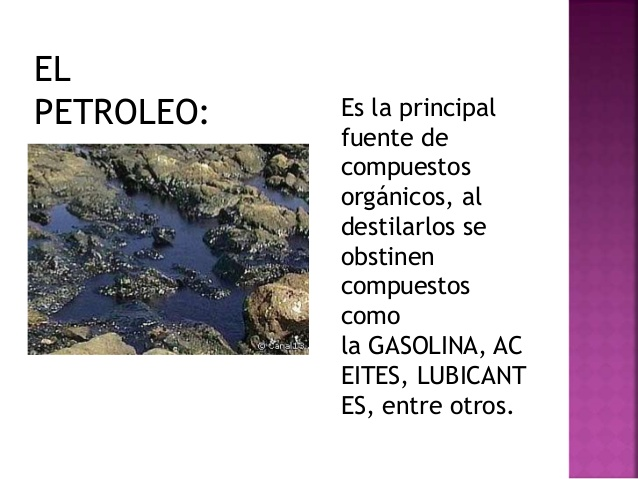 EL
PETROLEO:
Es la principal
fuente de
compuestos
orgánicos, al
destilarlos se
obstinen
compuestos
como
la GASOLINA, AC
EITES, LUBICANT
ES, entre otros.
© Canal13